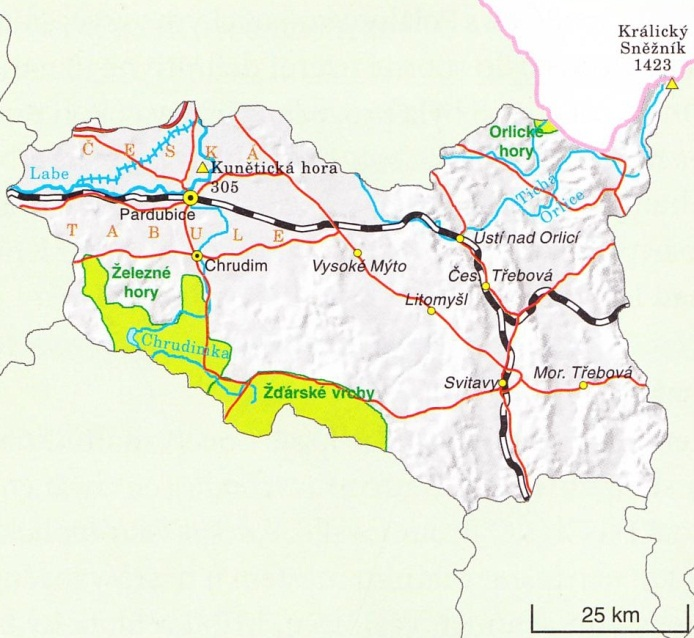 Králický
Sněžník
1423
Orlické
hory
Č E S K Á
Kunětická hora
305
Labe
Tichá
Orlice
Pardubice
T A B U L E
Ústí nad Orlicí
Chrudim
Vysoké Mýto
Železné
hory
Čes. Třebová
Litomyšl
Chrudimka
Mor. Třebová
Svitavy
Žďárské vrchy
25 km